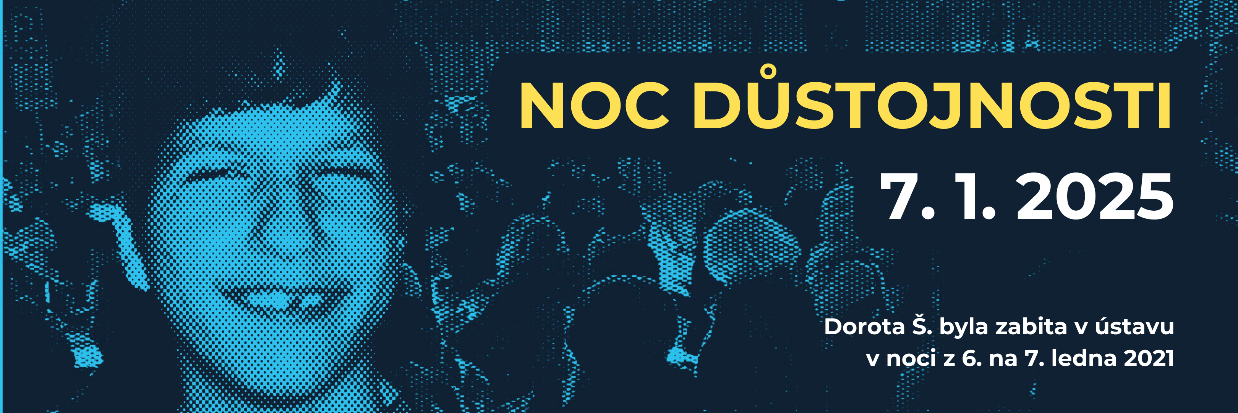 NOC DŮSTOJNOSTI
7. 1. 2025
Dorota Š. byla zabita v ústavu
v noci z 6. na 7. ledna 2021